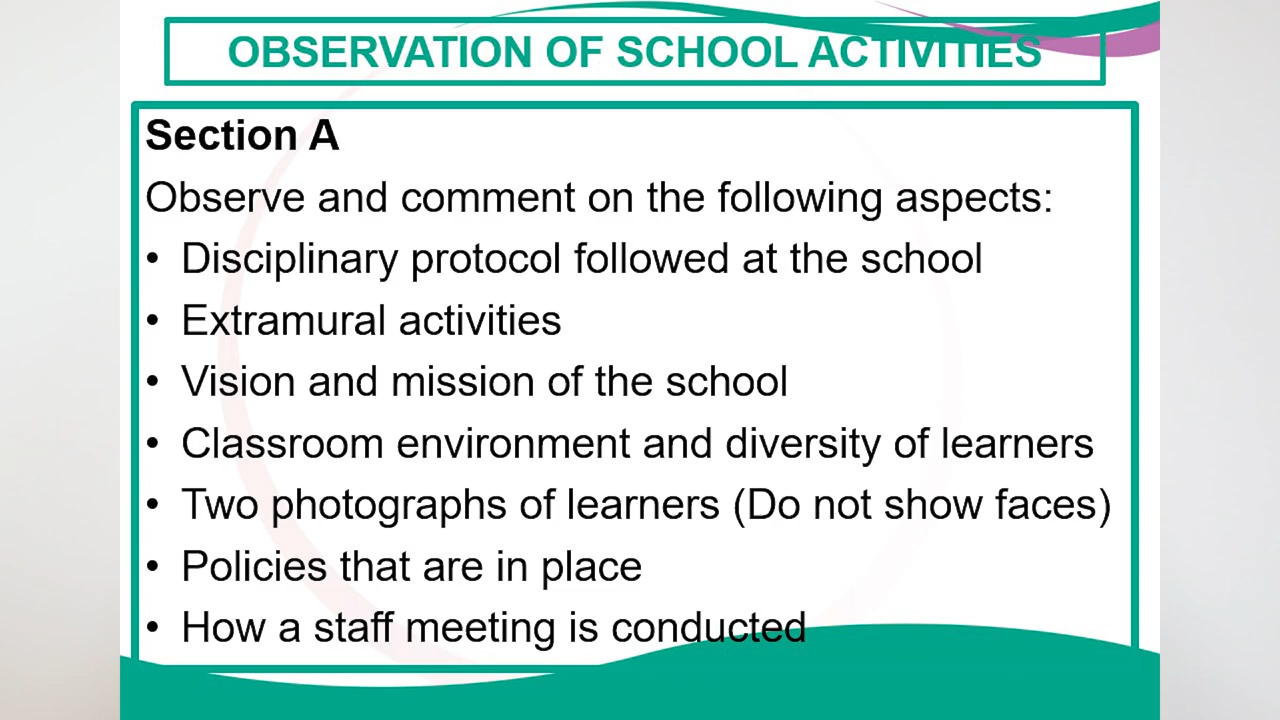 OBSERVATION OF SCHOOL ACTIVITIES
Section A
Observe and comment on the following aspects:
• Disciplinary protocol followed at the school
• Extramural activities
• Vision and mission of the school
• Classroom environment and diversity of learners
• Two photographs of learners (Do not show faces)
• Policies that are in place
• How a staff meeting is conducted